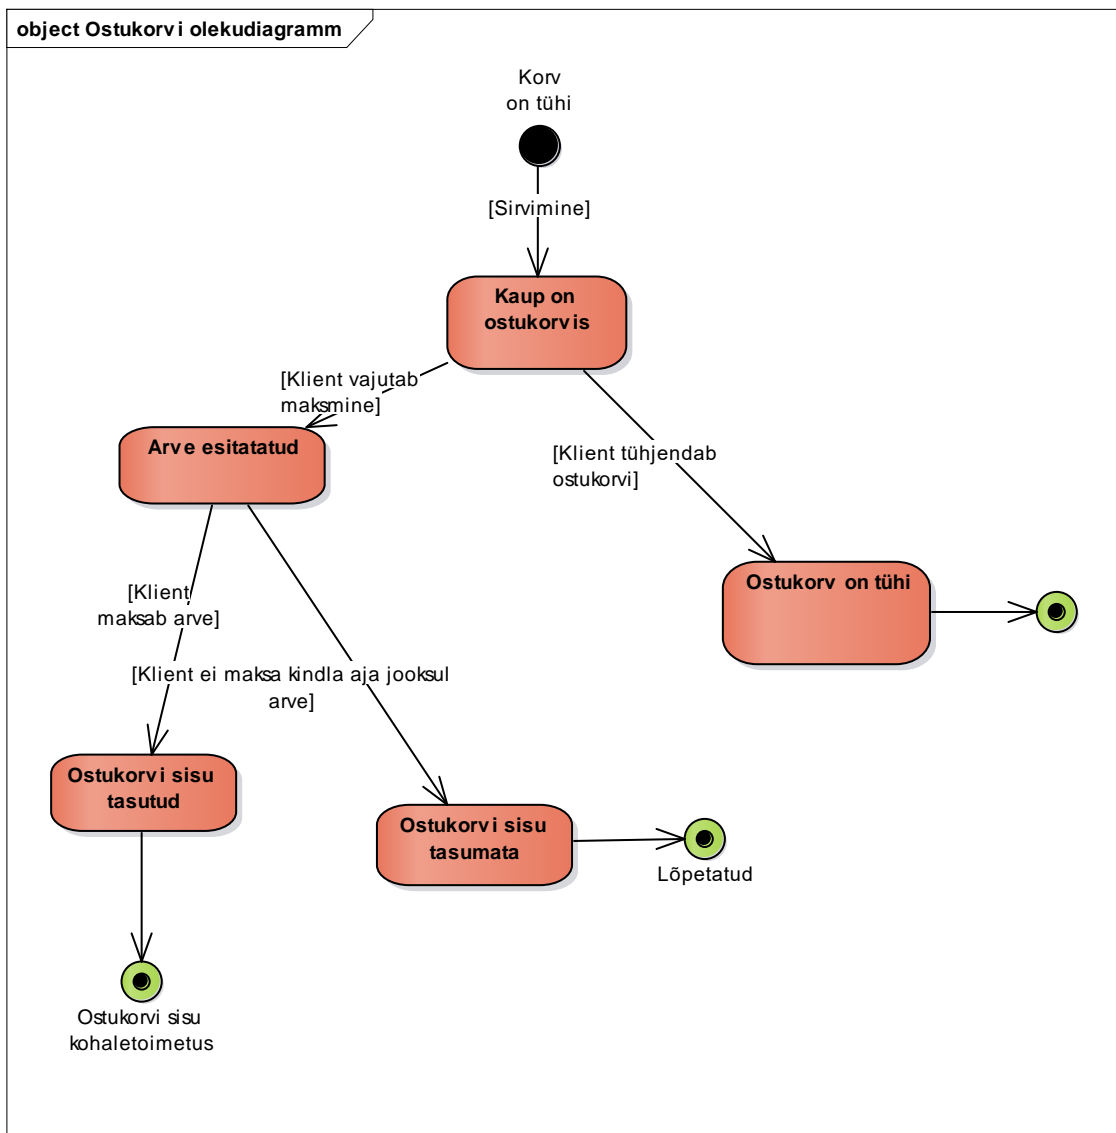 object Ostukorvi olekudiagramm
Korv
on tühi
[Sirvimine]
Kaup on
ostukorvis
[Klient vajutab
maksmine]
Arve esitatatud
[Klient tühjendab
ostukorvi]
Ostukorv on tühi
[Klient
maksab arve]
[Klient ei maksa kindla aja jooksul
arve]
Ostukorvi sisu
tasutud
Ostukorvi sisu
tasumata
Lõpetatud
Ostukorvi sisu
kohaletoimetus